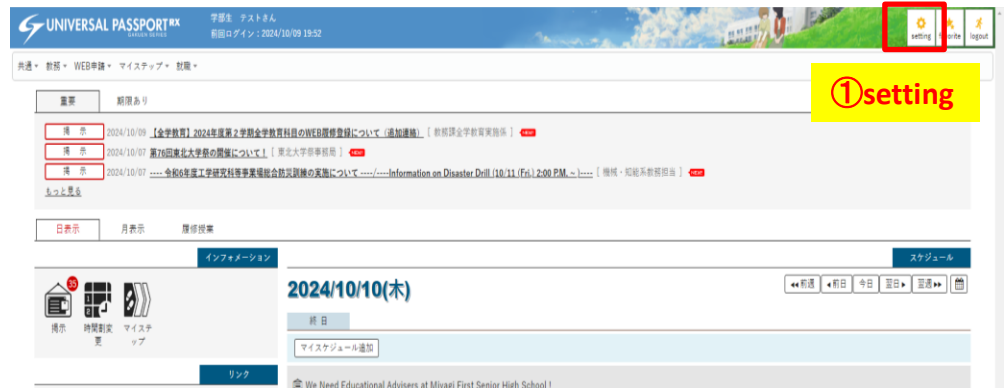 UNIVERSAL PASSPORT RX
GAKUEN SERIES
学部生 テストさん
前回ログイン:2024/10/09 19:52
setting favorite logout
共通 教務 WEB申請 マイステップ 就職
①setting
重要 期限あり
掲 示 2024/10/09 【全学教育】2024年度第2学期全学教育科目のWEB履修登録について(追加連絡) [ 教務課全学教育実施係 ] NEW
掲 示 2024/10/07 第76回東北大学祭の開催について! [ 東北大学祭事務局 ] NEW
掲 示 2024/10/07 ---- 令和6年度工学研究科等事業場総合防災訓練の実施について ----/----Information on Disaster Drill (10/11 (Fri.) 2:00 P.M. ~ )---- [ 機械・知能系教務担当 ] NEW
もっと見る
日表示 月表示 履修授業
インフォメーション スケジュール
35
掲示 時間割変更 マイステップ
2024/10/10(木)
前週 前日 今日 翌日 翌週
終日
マイスケジュール追加
リンク
We Need Educational Advisers at Miyagi First Senior High School !